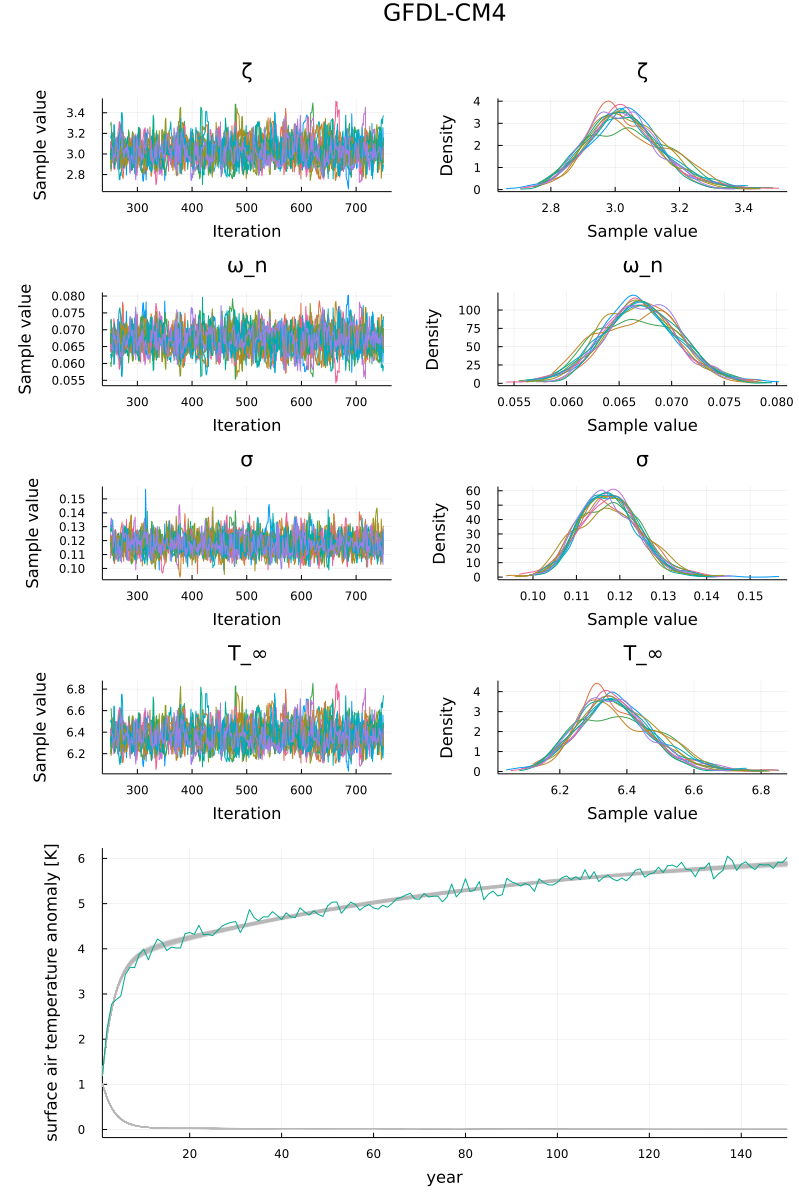 GFDL-CM4
ζ
ζ
Sample value
3.4
3.2
3.0
2.8
300 400 500 600 700
Iteration
Density
4
3
2
1
0
2.8 3.0 3.2 3.4
Sample value
ω_n
ω_n
Sample value
0.080
0.075
0.070
0.065
0.060
0.055
300 400 500 600 700
Iteration
Density
100
75
50
25
0
0.055 0.060 0.065 0.070 0.075 0.080
Sample value
σ
σ
Sample value
0.15
0.14
0.13
0.12
0.11
0.10
300 400 500 600 700
Iteration
Density
60
50
40
30
20
10
0
0.10 0.11 0.12 0.13 0.14 0.15
Sample value
T_∞
T_∞
Sample value
6.8
6.6
6.4
6.2
300 400 500 600 700
Iteration
Density
4
3
2
1
0
6.2 6.4 6.6 6.8
Sample value
surface air temperature anomaly [K]
6
5
4
3
2
1
0
20 40 60 80 100 120 140
year